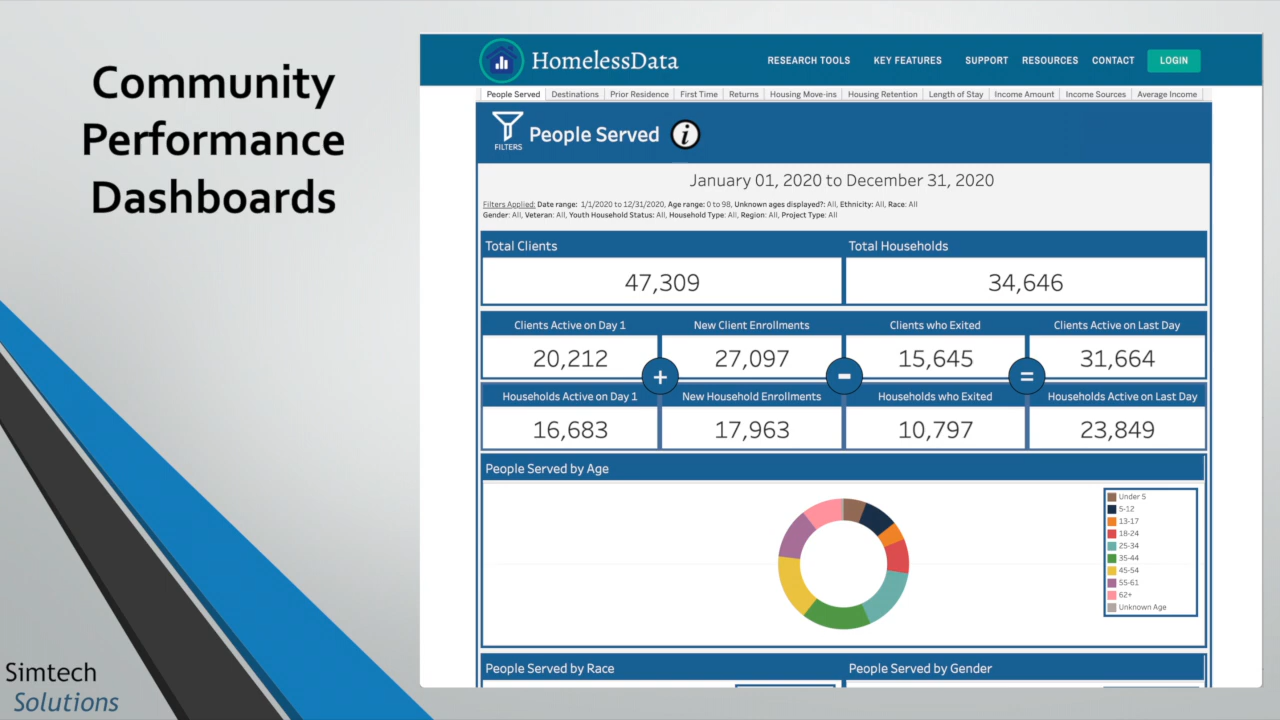 Community
Performance
Dashboards
HomelessData
RESEARCH TOOLS KEY FEATURES SUPPORT RESOURCES CONTACT LOGIN
People Served Destinations Prior Residence First Time Returns Housing Move-ins Housing Retention Length of Stay Income Amount Income Sources Average Income
FILTERS
People Served i
January 01, 2020 to December 31, 2020
Filters Applied: Date range: 1/1/2020 to 12/31/2020, Age range: 0 to 98, Unknown ages displayed?: All, Ethnicity: All, Race: All
Gender: All, Veteran: All, Youth Household Status: All, Household Type: All, Region: All, Project Type: All
Total Clients Total Households
47,309 34,646
Clients Active on Day 1 New Client Enrollments Clients who Exited Clients Active on Last Day
20,212 27,097 15,645 31,664
+ - =
Households Active on Day 1 New Household Enrollments Households who Exited Households Active on Last Day
16,683 17,963 10,797 23,849
People Served by Age
Under 5
5-12
13-17
18-24
25-34
35-44
45-54
55-61
62+
Unknown Age
People Served by Race People Served by Gender
Simtech
Solutions